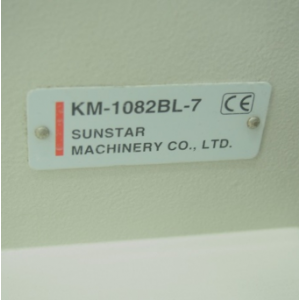 KM-1082BL-7 CE
SUNSTAR
MACHINERY CO., LTD.